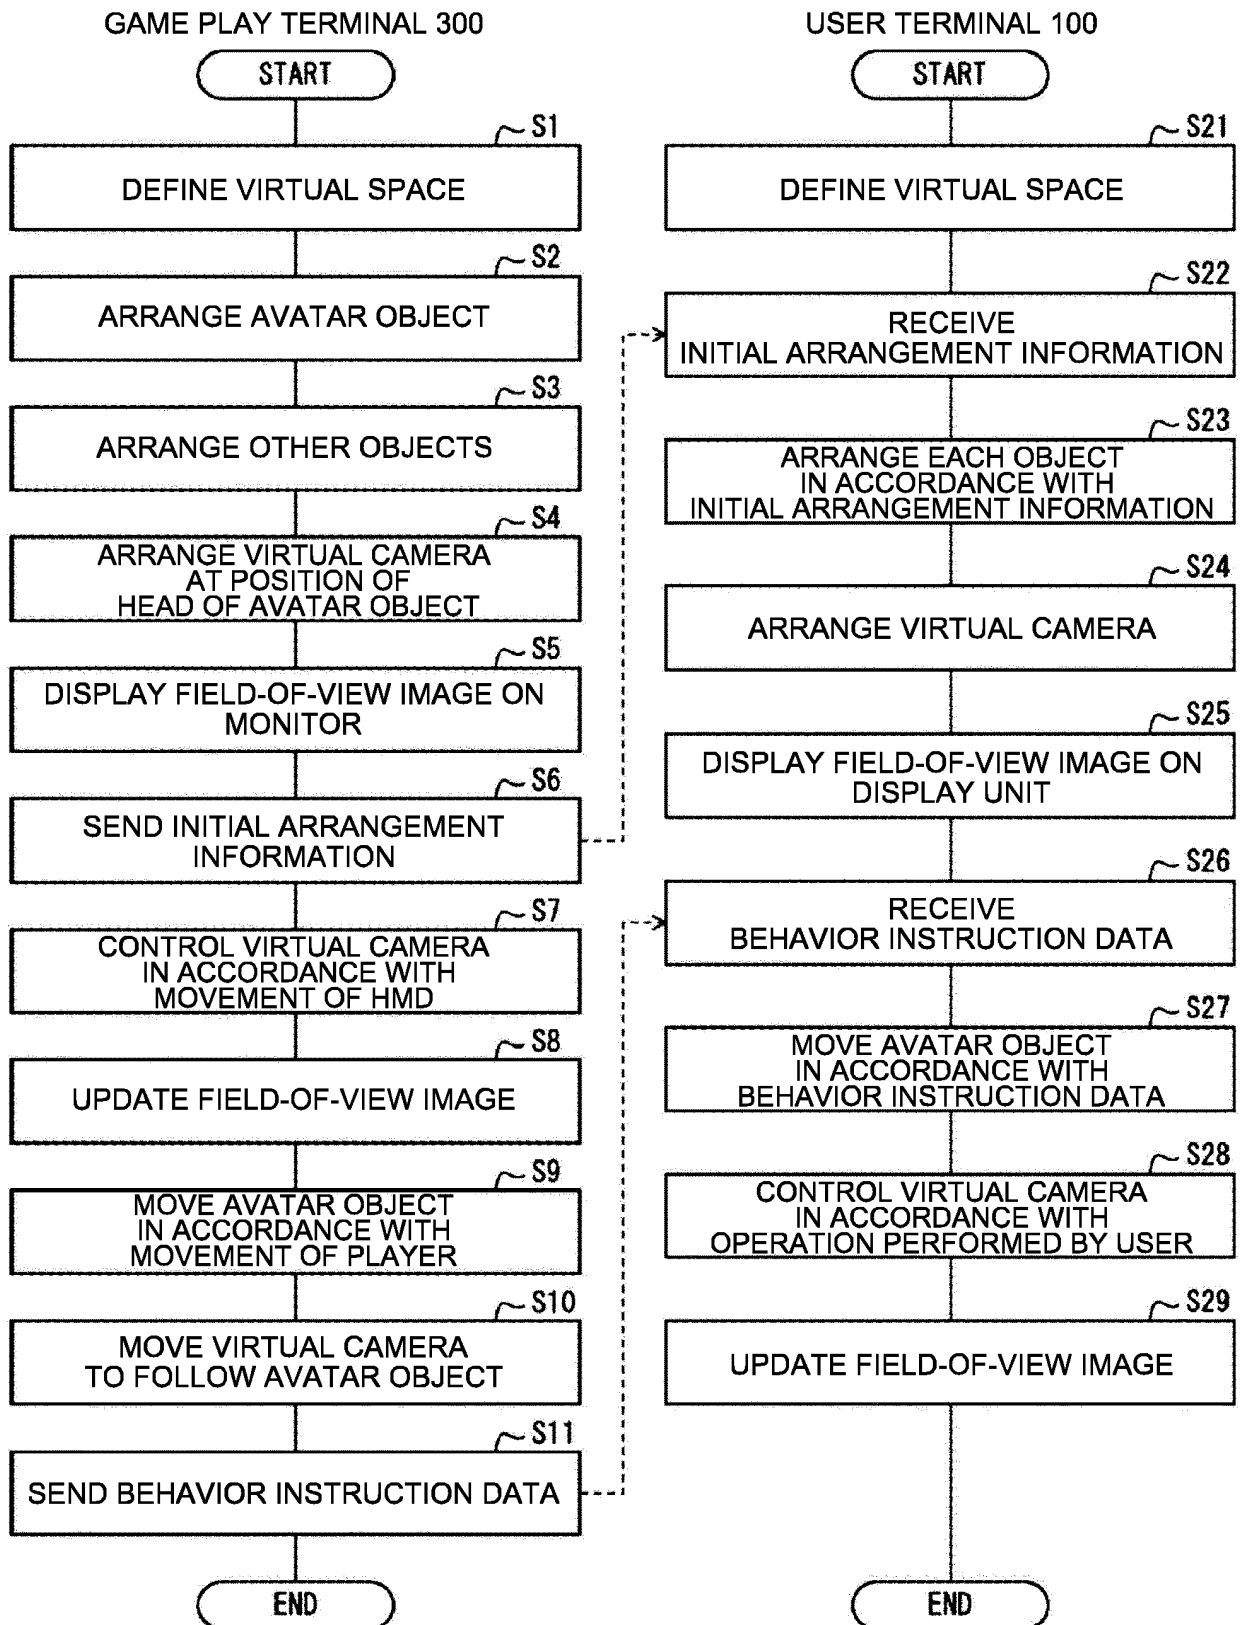 GAME PLAY TERMINAL 300
START
S1
DEFINE VIRTUAL SPACE
S2
ARRANGE AVATAR OBJECT
S3
ARRANGE OTHER OBJECTS
S4
ARRANGE VIRTUAL CAMERA
AT POSITION OF
HEAD OF AVATAR OBJECT
S5
DISPLAY FIELD-OF-VIEW IMAGE ON
MONITOR
S6
SEND INITIAL ARRANGEMENT
INFORMATION
S7
CONTROL VIRTUAL CAMERA
IN ACCORDANCE WITH
MOVEMENT OF HMD
S8
UPDATE FIELD-OF-VIEW IMAGE
S9
MOVE AVATAR OBJECT
IN ACCORDANCE WITH
MOVEMENT OF PLAYER
S10
MOVE VIRTUAL CAMERA
TO FOLLOW AVATAR OBJECT
S11
SEND BEHAVIOR INSTRUCTION DATA
END
USER TERMINAL 100
START
S21
DEFINE VIRTUAL SPACE
S22
RECEIVE
INITIAL ARRANGEMENT INFORMATION
S23
ARRANGE EACH OBJECT
IN ACCORDANCE WITH
INITIAL ARRANGEMENT INFORMATION
S24
ARRANGE VIRTUAL CAMERA
S25
DISPLAY FIELD-OF-VIEW IMAGE ON
DISPLAY UNIT
S26
RECEIVE
BEHAVIOR INSTRUCTION DATA
S27
MOVE AVATAR OBJECT
IN ACCORDANCE WITH
BEHAVIOR INSTRUCTION DATA
S28
CONTROL VIRTUAL CAMERA
IN ACCORDANCE WITH
OPERATION PERFORMED BY USER
S29
UPDATE FIELD-OF-VIEW IMAGE
END